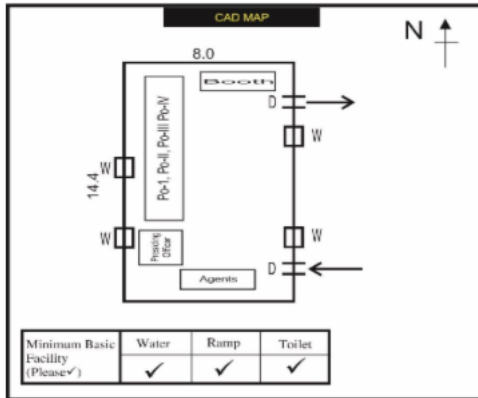 CAD MAP
N
8.0
Booth
D
W
Po-1, Po-II, Po-III Po-IV
W
14.4
W
Presiding
Officer
W
D
Agents
Minimum Basic
Facility
(Please✓)
Water
Ramp
Toilet
✓
✓
✓